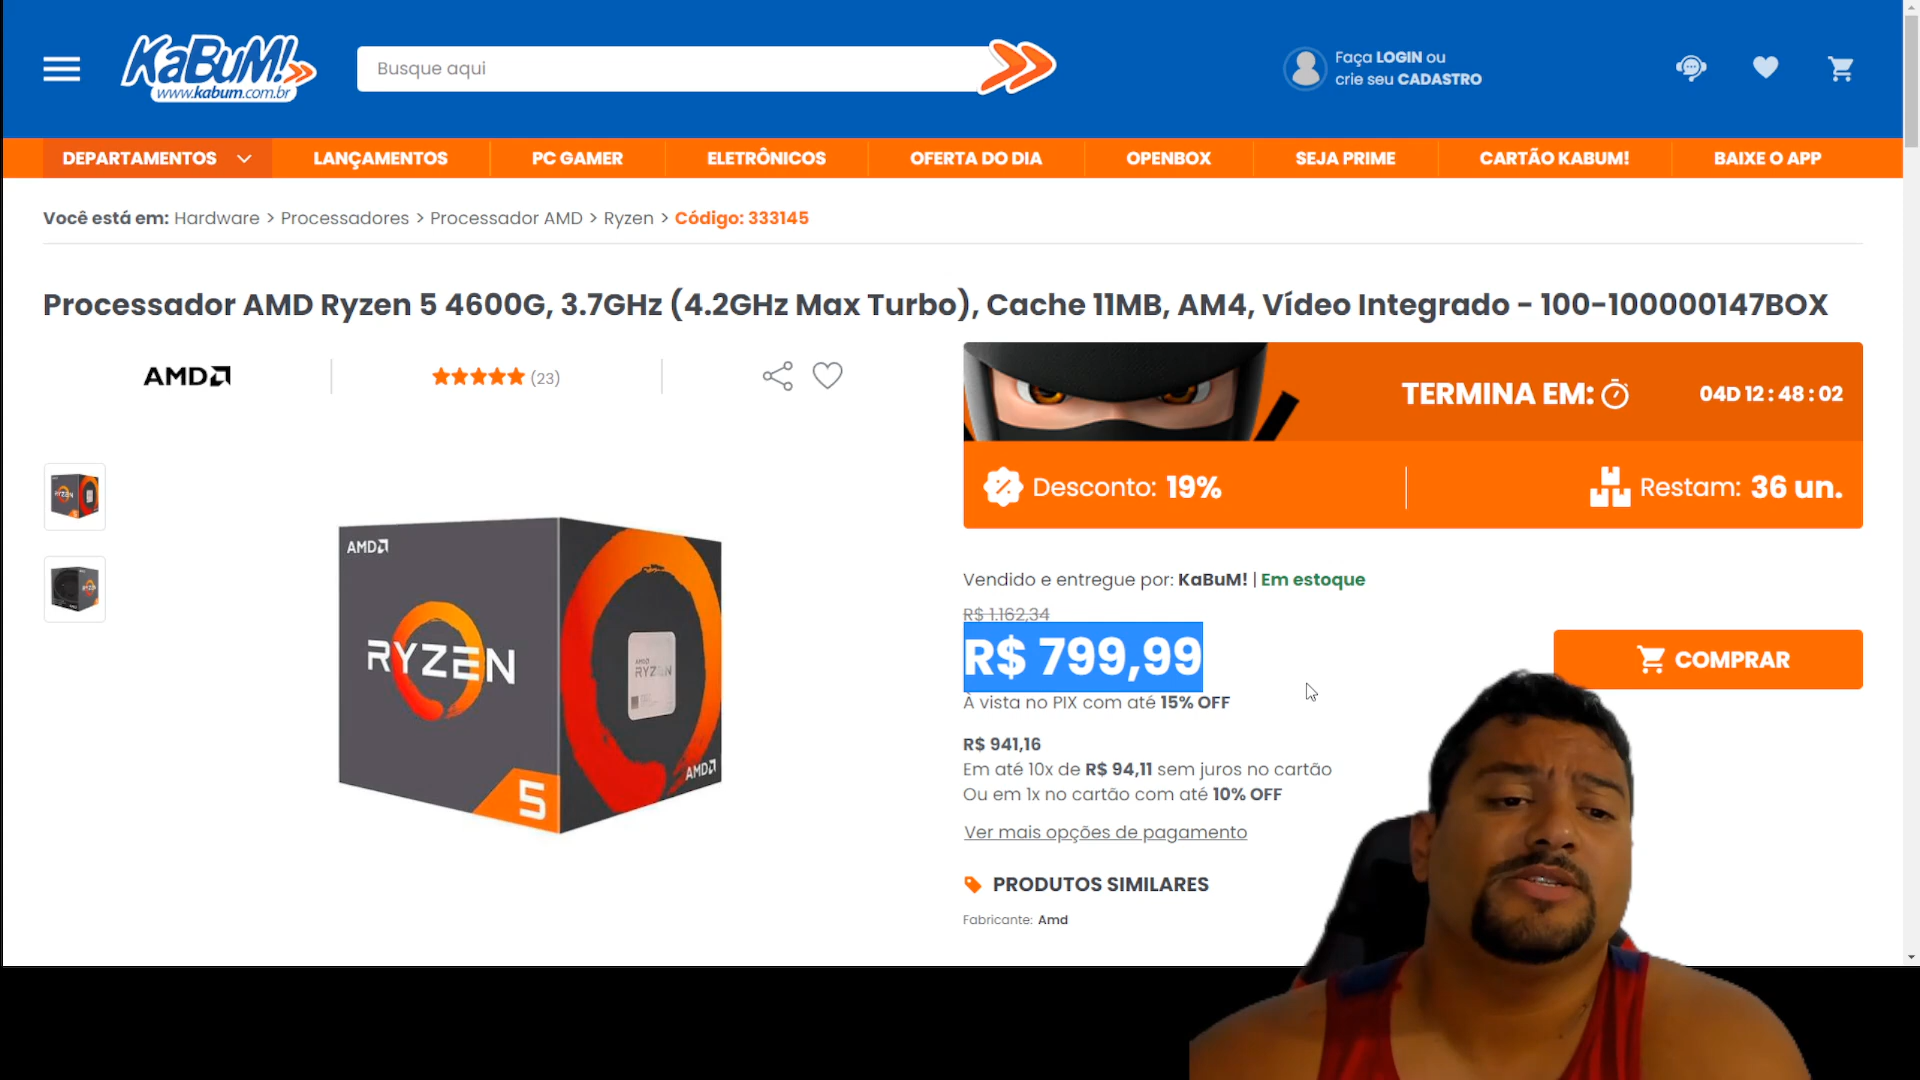 KaBuM!
www.kabum.com.br
Busque aqui
Faça LOGIN ou
crie seu CADASTRO
DEPARTAMENTOS
LANÇAMENTOS
PC GAMER
ELETRÔNICOS
OFERTA DO DIA
OPENBOX
SEJA PRIME
CARTÃO KABUM!
BAIXE O APP
Você está em: Hardware > Processadores > Processador AMD > Ryzen > Código: 333145
Processador AMD Ryzen 5 4600G, 3.7GHz (4.2GHz Max Turbo), Cache 11MB, AM4, Vídeo Integrado - 100-100000147BOX
AMD
(23)
TERMINA EM:
04D 12 : 48 : 02
Desconto: 19%
Restam: 36 un.
AMD
RYZEN
5
AMD
RYZEN
AMD
Vendido e entregue por: KaBuM! | Em estoque
R$ 1.162,34
R$ 799,99
COMPRAR
À vista no PIX com até 15% OFF
R$ 941,16
Em até 10x de R$ 94,11 sem juros no cartão
Ou em 1x no cartão com até 10% OFF
Ver mais opções de pagamento
PRODUTOS SIMILARES
Fabricante: Amd